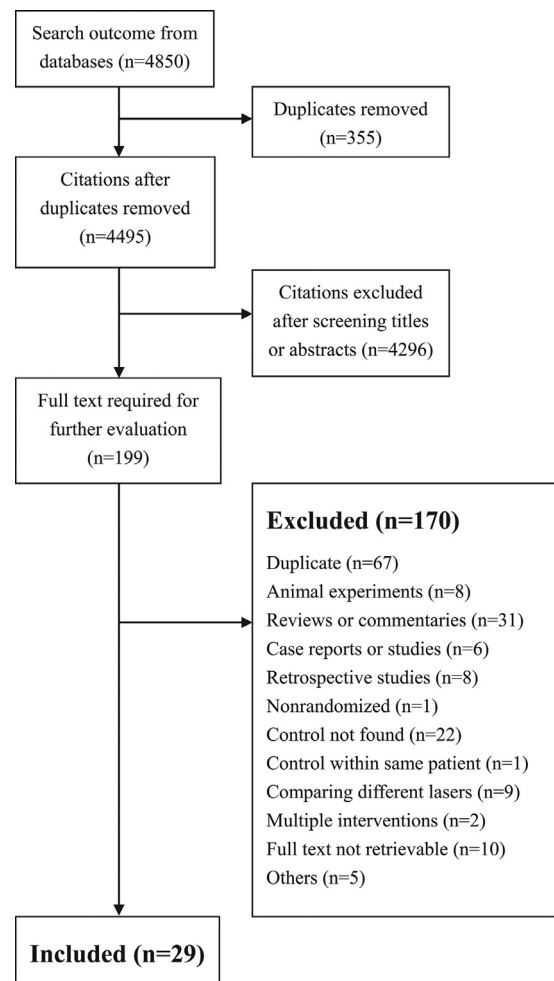 Search outcome from
databases (n=4850)
Duplicates removed
(n=355)
Citations after
duplicates removed
(n=4495)
Citations excluded
after screening titles
or abstracts (n=4296)
Full text required for
further evaluation
(n=199)
Excluded (n=170)
Duplicate (n=67)
Animal experiments (n=8)
Reviews or commentaries (n=31)
Case reports or studies (n=6)
Retrospective studies (n=8)
Nonrandomized (n=1)
Control not found (n=22)
Control within same patient (n=1)
Comparing different lasers (n=9)
Multiple interventions (n=2)
Full text not retrievable (n=10)
Others (n=5)
Included (n=29)